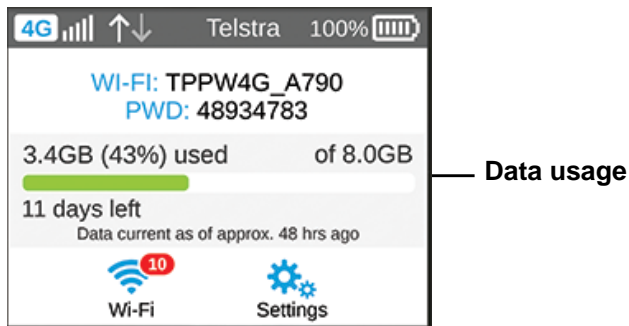 4G Telstra 100%
WI-FI: TPPW4G_A790
PWD: 48934783
3.4GB (43%) used of 8.0GB
Data usage
11 days left
Data current as of approx. 48 hrs ago
10
Wi-Fi Settings